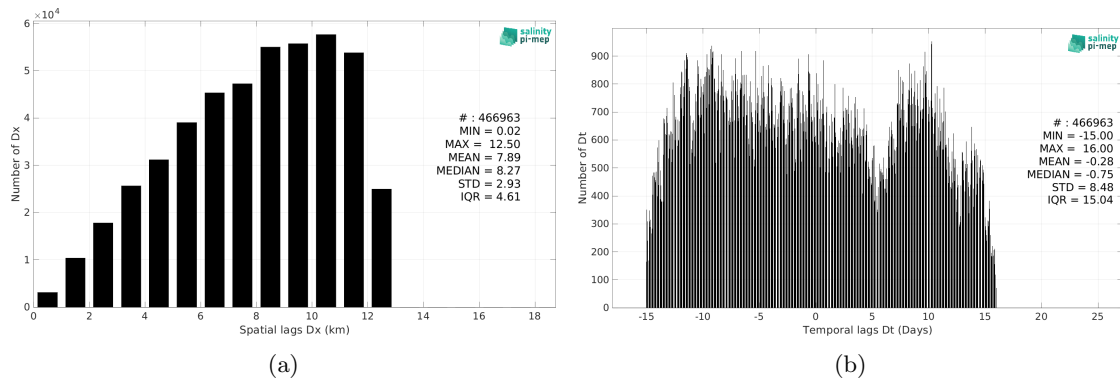 ×10⁴
6
5
4
3
2
1
0
Number of Dx
0 2 4 6 8 10 12 14 16 18
Spatial lags Dx (km)
salinity
pi-mep
# : 466963
MIN = 0.02
MAX = 12.50
MEAN = 7.89
MEDIAN = 8.27
STD = 2.93
IQR = 4.61
(a)
900
800
700
600
500
400
300
200
100
0
Number of Dt
-15 -10 -5 0 5 10 15 20 25
Temporal lags Dt (Days)
salinity
pi-mep
# : 466963
MIN = -15.00
MAX = 16.00
MEAN = -0.28
MEDIAN = -0.75
STD = 8.48
IQR = 15.04
(b)